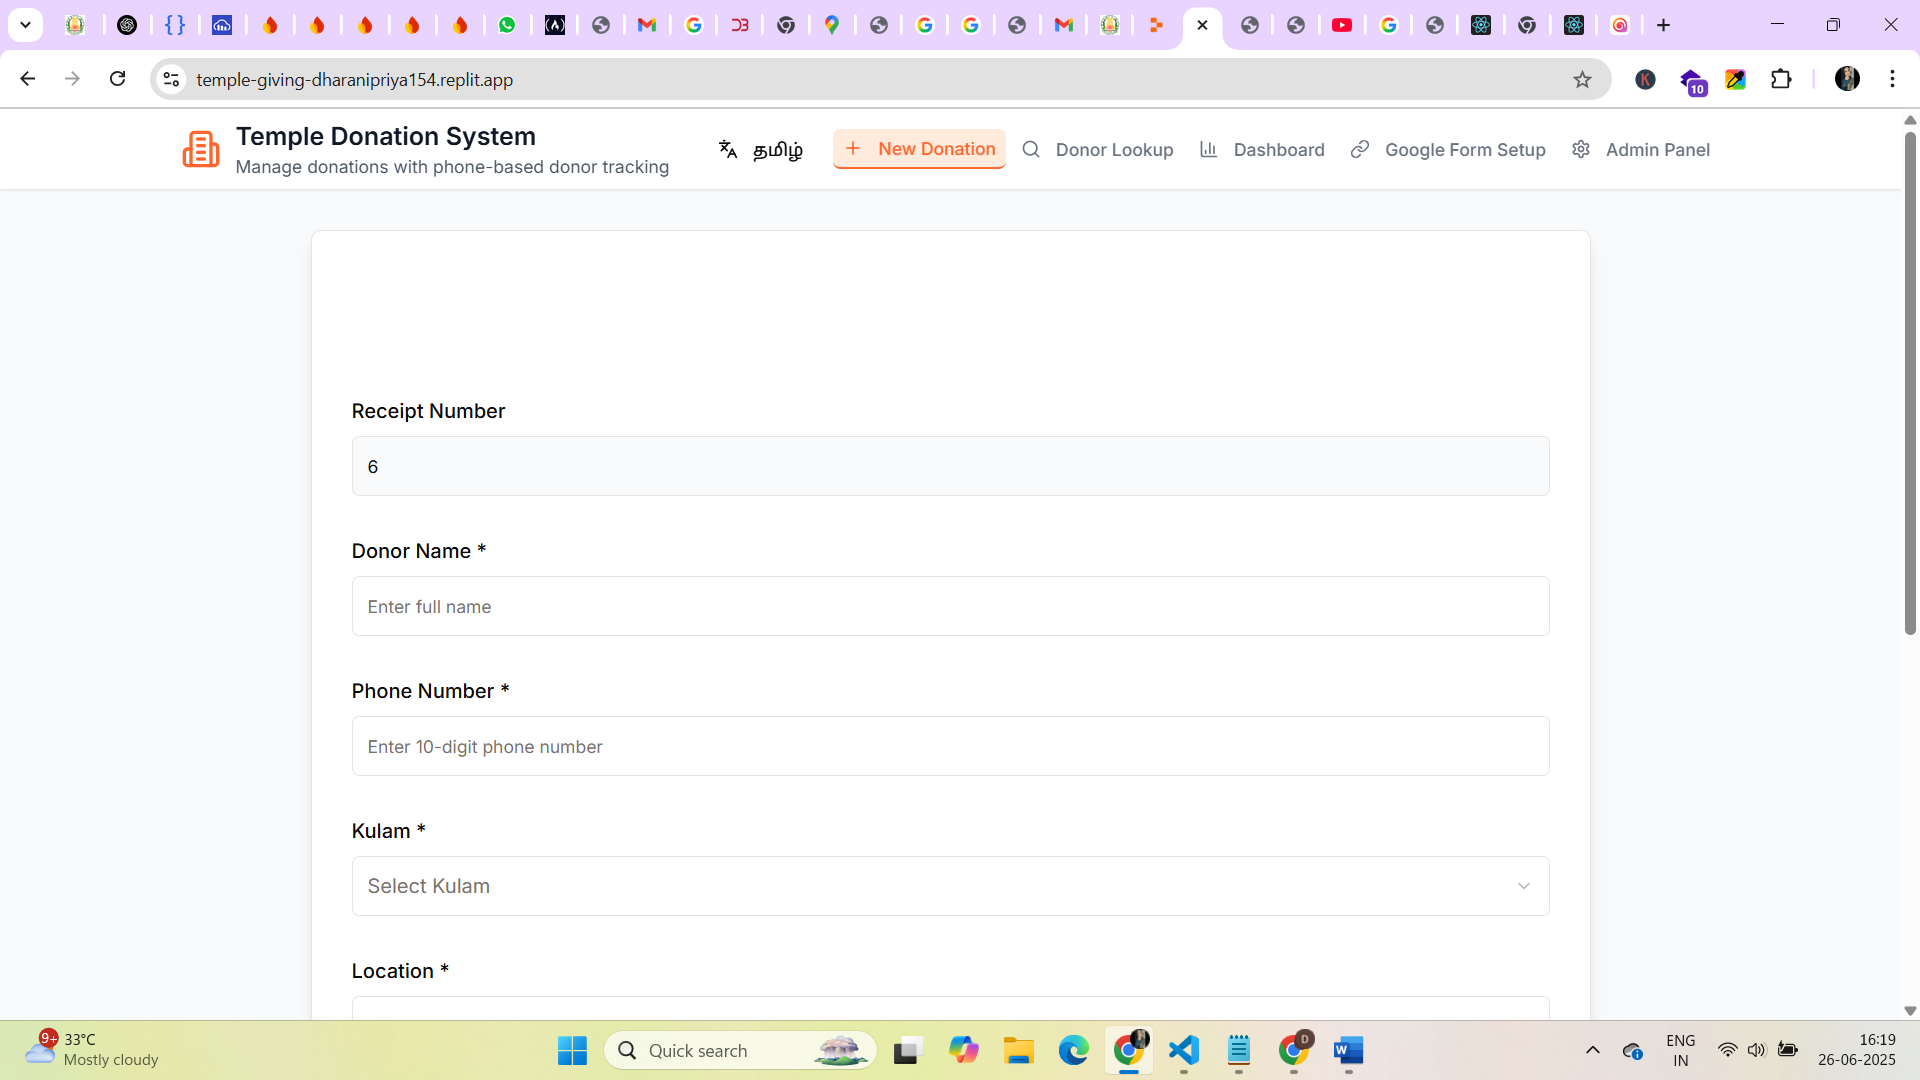 temple-giving-dharanipriya154.replit.app
10
Temple Donation System
Manage donations with phone-based donor tracking
தமிழ்
New Donation
Donor Lookup
Dashboard
Google Form Setup
Admin Panel
Receipt Number
6
Donor Name *
Enter full name
Phone Number *
Enter 10-digit phone number
Kulam *
Select Kulam
Location *
9+
33°C
Mostly cloudy
Quick search
D
ENG
IN
16:19
26-06-2025